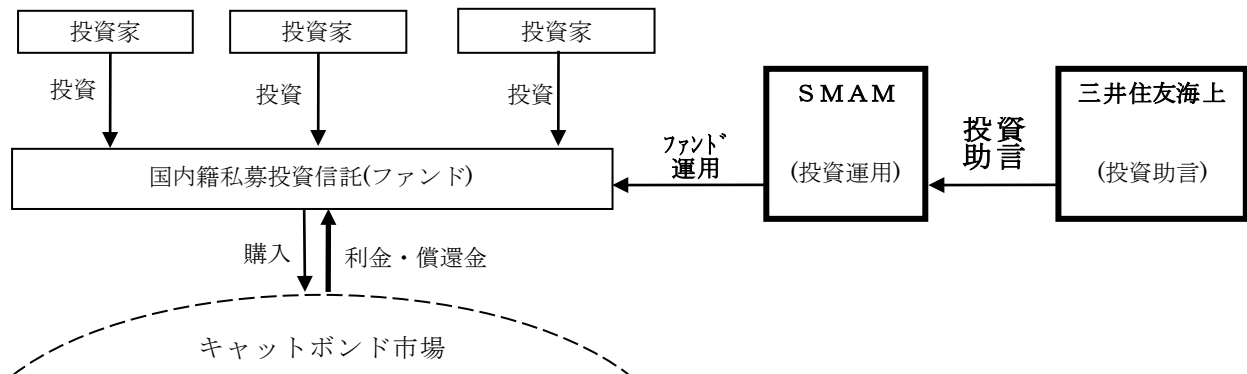 投資家
投資家
投資家
投資
投資
投資
SMAM
(投資運用)
三井住友海上
(投資助言)
投資
助言
ファンド
運用
国内籍私募投資信託(ファンド)
購入
利金・償還金
キャットボンド市場